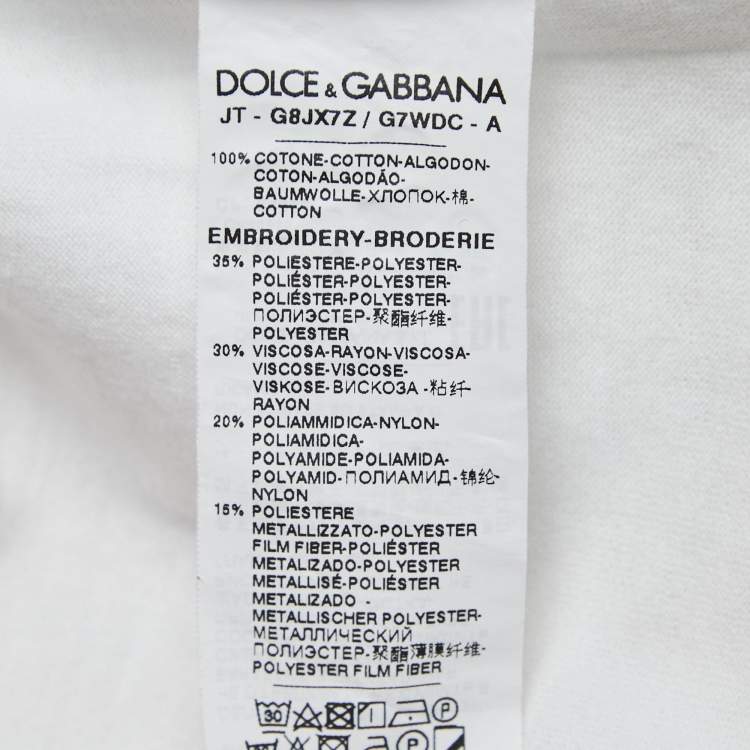 DOLCE & GABBANA
JT - G8JX7Z / G7WDC - A
100% COTONE-COTTON-ALGODON-
COTON-ALGODÃO-
BAUMWOLLE-ХЛОПОК-棉-
COTTON
EMBROIDERY-BRODERIE
35% POLIESTERE-POLYESTER-
POLIÉSTER-POLYESTER-
POLIÉSTER-POLYESTER-
ПОЛИЭСТЕР-聚酯纤维-
POLYESTER
30% VISCOSA-RAYON-VISCOSA-
VISCOSE-VISCOSE-
VISKOSE-ВИСКОЗА -粘纤-
RAYON
20% POLIAMMIDICA-NYLON-
POLIAMIDICA-
POLYAMIDE-POLIAMIDA-
POLYAMID-ПОЛИАМИД-锦纶-
NYLON
15% POLIESTERE
METALLIZZATO-POLYESTER
FILM FIBER-POLIÉSTER
METALIZADO-POLYESTER
METALLISÉ-POLIÉSTER
METALIZADO -
METALLISCHER POLYESTER-
МЕТАЛЛИЧЕСКИЙ
ПОЛИЭСТЕР-聚酯薄膜纤维-
POLYESTER FILM FIBER
30 P
P